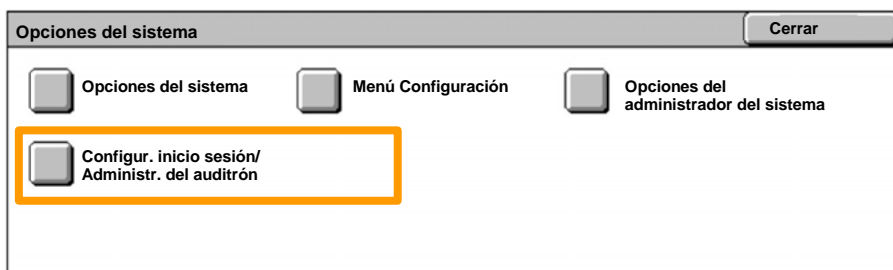 Opciones del sistema
Cerrar
Opciones del sistema
Menú Configuración
Opciones del
administrador del sistema
Configur. inicio sesión/
Administr. del auditrón